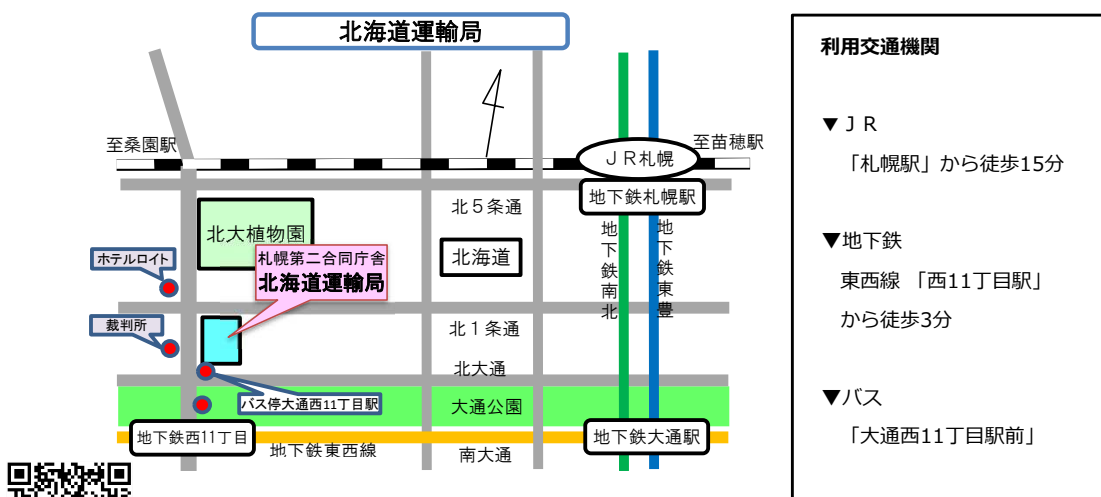 北海道運輸局
至桑園駅
至苗穂駅
ＪＲ札幌
地下鉄札幌駅
北５条通
北大植物園
札幌第二合同庁舎
北海道運輸局
北海道
ホテルロイト
地下鉄南北
地下鉄東豊
裁判所
北１条通
北大通
バス停大通西11丁目駅
大通公園
地下鉄西11丁目
地下鉄東西線
南大通
地下鉄大通駅
利用交通機関
▼ＪＲ
「札幌駅」から徒歩15分
▼地下鉄
東西線 「西11丁目駅」
から徒歩3分
▼バス
「大通西11丁目駅前」